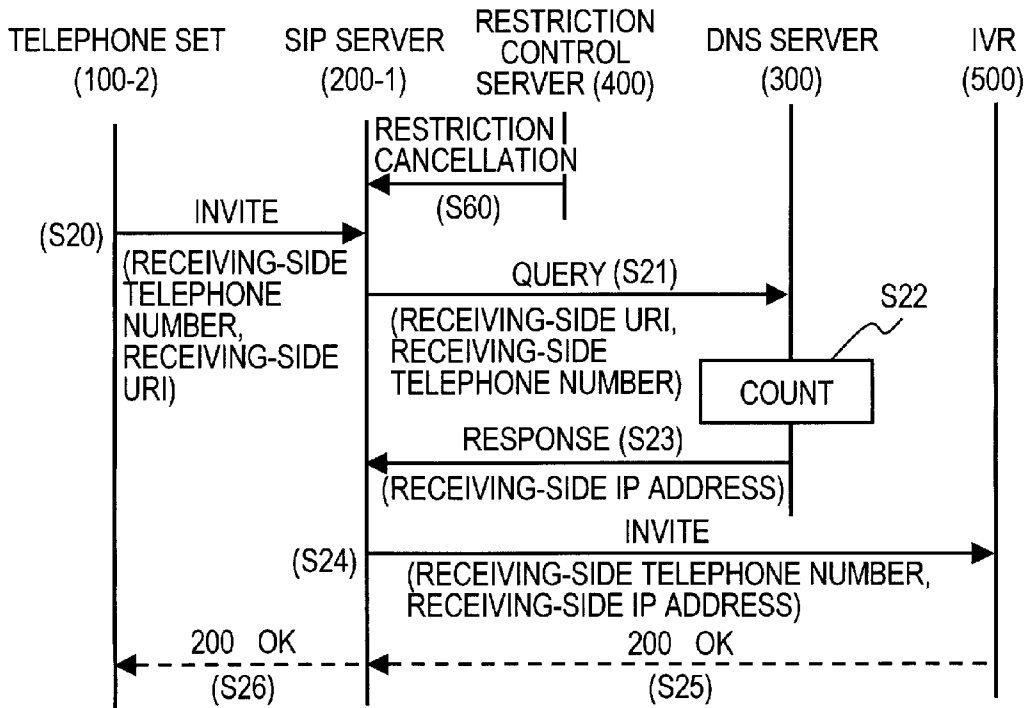 TELEPHONE SET
(100-2)
SIP SERVER
(200-1)
RESTRICTION
CONTROL
SERVER (400)
DNS SERVER
(300)
IVR
(500)
RESTRICTION
CANCELLATION
(S60)
(S20)
INVITE
(RECEIVING-SIDE
TELEPHONE
NUMBER,
RECEIVING-SIDE
URI)
QUERY (S21)
(RECEIVING-SIDE URI,
RECEIVING-SIDE
TELEPHONE NUMBER)
S22
COUNT
RESPONSE (S23)
(RECEIVING-SIDE IP ADDRESS)
INVITE
(S24)
(RECEIVING-SIDE TELEPHONE NUMBER,
RECEIVING-SIDE IP ADDRESS)
200 OK
(S26)
200 OK
(S25)